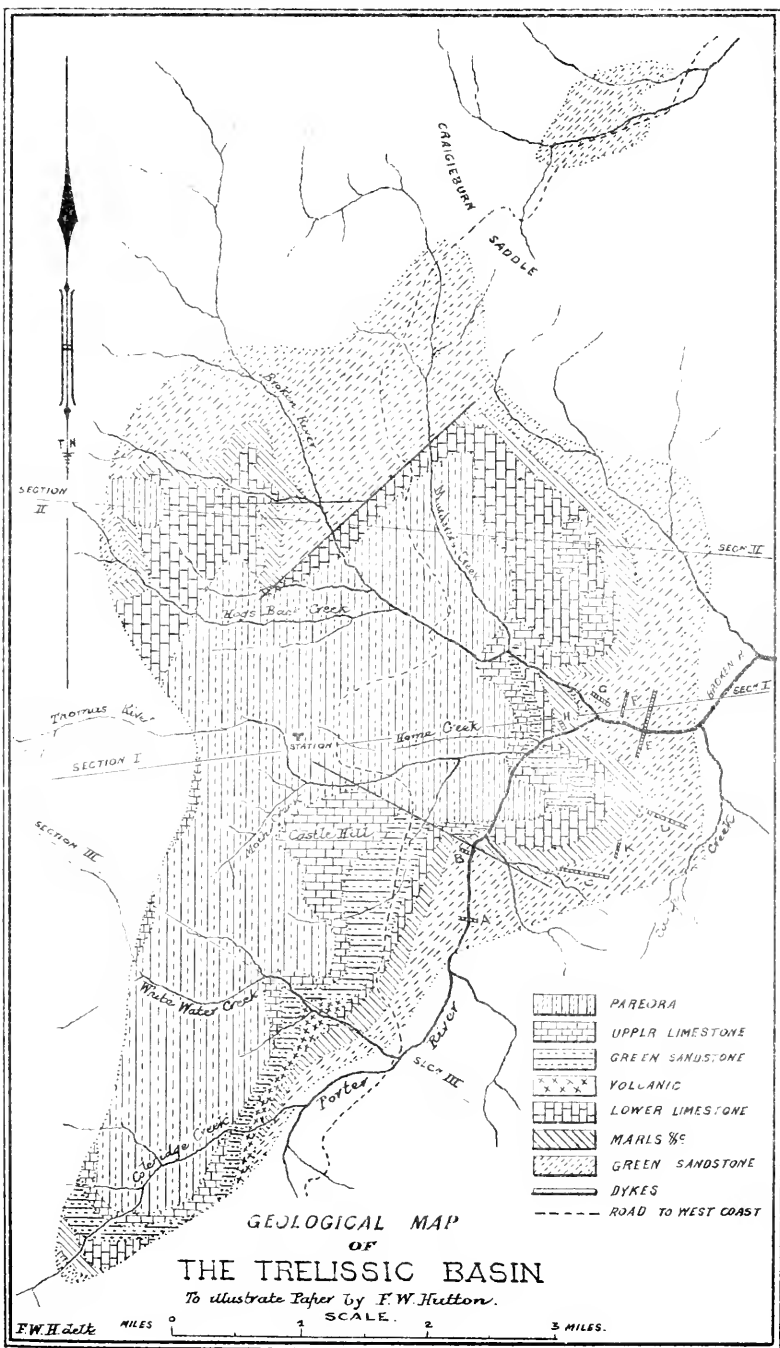 CRAIGIEBURN
SADDLE
Broken River
T N
SECTION
II
SECN II
Hogs Back Creek
BROKEN R.
SECN I
G
F
H
E
Thomas River
STATION
Home Creek
SECTION I
SECTION III
Castle Hill
J
K
B
C
A
Creek
White Water Creek
Porter River
SECN III
Coleridge Creek
PAREORA
UPPER LIMESTONE
GREEN SANDSTONE
VOLCANIC
LOWER LIMESTONE
MARLS &c
GREEN SANDSTONE
DYKES
ROAD TO WEST COAST
GEOLOGICAL MAP
OF
THE TRELISSIC BASIN
To illustrate Paper by F.W. Hutton.
SCALE.
F.W.H. delt
MILES 0 1 2 3 MILES.